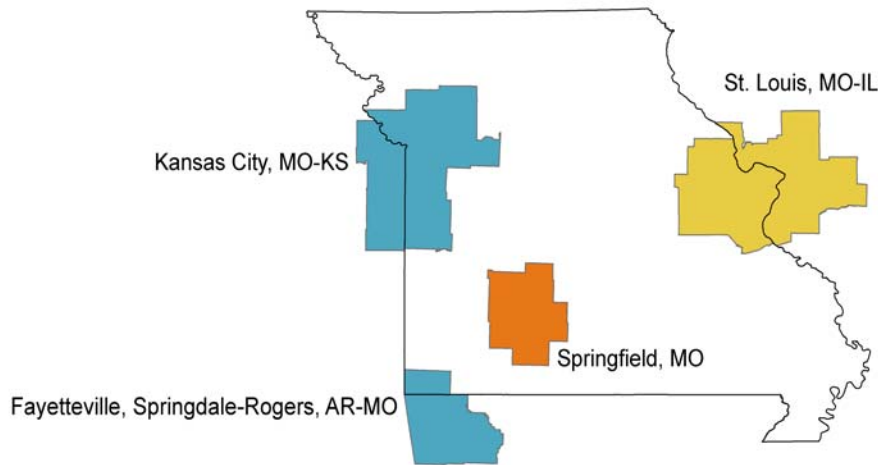 St. Louis, MO-IL
Kansas City, MO-KS
Springfield, MO
Fayetteville, Springdale-Rogers, AR-MO